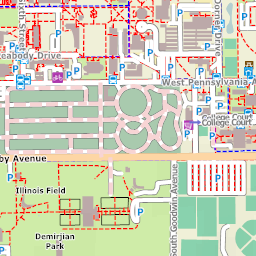 Peabody Drive
West Pennsylvania A
College Court
College Court
by Avenue
Illinois Field
Demirjian
Park
South Goodwin Avenue
P
P
P
P
P
P
P
P
P